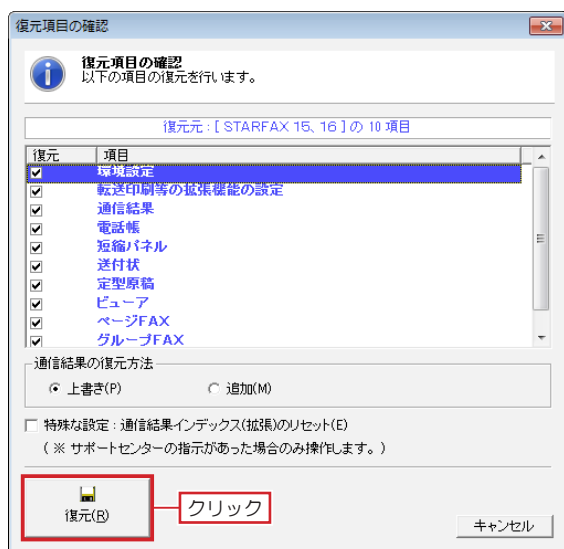 復元項目の確認
復元項目の確認
以下の項目の復元を行います。
復元元:[ STARFAX 15、16 ]の 10 項目
復元 項目
環境設定
転送印刷等の拡張機能の設定
通信結果
電話帳
短縮パネル
送付状
定型原稿
ビューア
ページFAX
グループFAX
通信結果の復元方法
上書き(P) 追加(M)
特殊な設定:通信結果インデックス(拡張)のリセット(E)
(※ サポートセンターの指示があった場合のみ操作します。)
復元(R) クリック
キャンセル